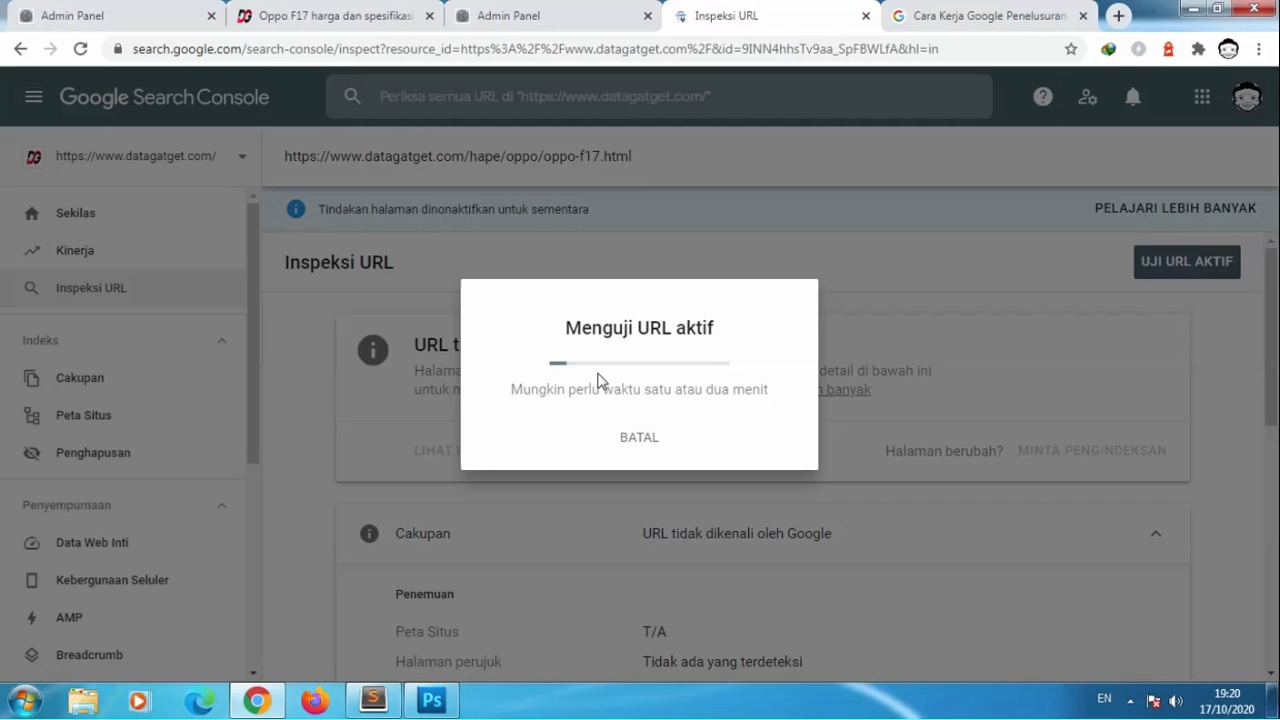 Admin Panel
Oppo F17 harga dan spesifikasi
Admin Panel
Inspeksi URL
Cara Kerja Google Penelusuran
search.google.com/search-console/inspect?resource_id=https%3A%2F%2Fwww.datagatget.com%2F&id=9INN4hhsTv9aa_SpFBWLfA&hl=in
Google Search Console
Periksa semua URL di "https://www.datagatget.com/"
https://www.datagatget.com/
https://www.datagatget.com/hape/oppo/oppo-f17.html
Sekilas
Kinerja
Inspeksi URL
Indeks
Cakupan
Peta Situs
Penghapusan
Penyempurnaan
Data Web Inti
Kebergunaan Seluler
AMP
Breadcrumb
Tindakan halaman dinonaktifkan untuk sementara
PELAJARI LEBIH BANYAK
Inspeksi URL
UJI URL AKTIF
URL t
Halama
detail di bawah ini
untuk m
n banyak
LIHAT
Halaman berubah?
MINTA PENGINDEKSAN
Menguji URL aktif
Mungkin perlu waktu satu atau dua menit
BATAL
Cakupan
URL tidak dikenali oleh Google
Penemuan
Peta Situs
T/A
Halaman perujuk
Tidak ada yang terdeteksi
Ps
EN
19:20
17/10/2020